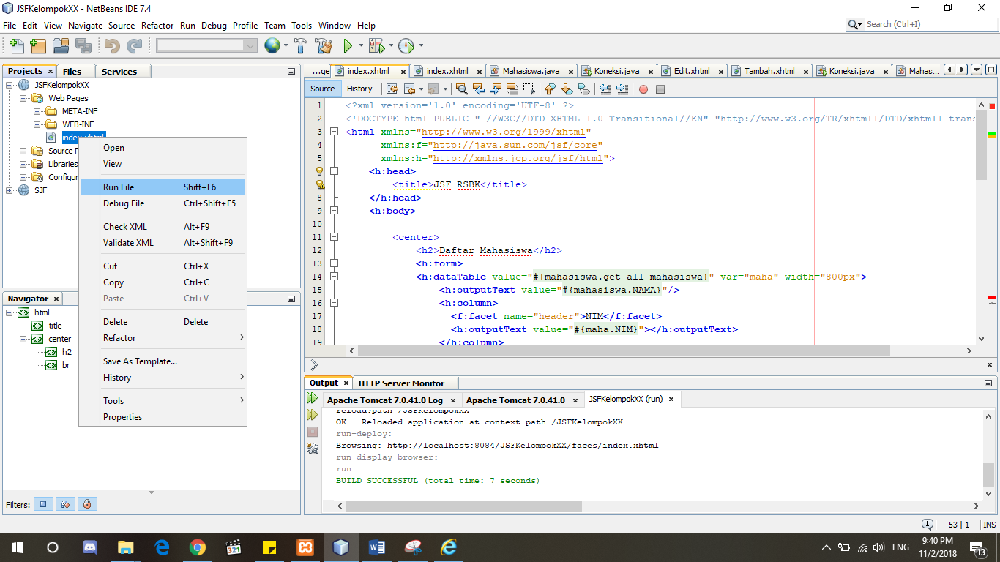 JSFKelompokXX - NetBeans IDE 7.4
File Edit View Navigate Source Refactor Run Debug Profile Team Tools Window Help
Search (Ctrl+I)
Projects Files Services
JSFKelompokXX
Web Pages
META-INF
WEB-INF
index.xhtml
Source P
Libraries
Configur
SJF
Open
View
Run File Shift+F6
Debug File Ctrl+Shift+F5
Check XML Alt+F9
Validate XML Alt+Shift+F9
Cut Ctrl+X
Copy Ctrl+C
Paste Ctrl+V
Delete Delete
Refactor
Save As Template...
History
Tools
Properties
Navigator
html
title
center
h2
br
Filters:
...ge index.xhtml index.xhtml Mahasiswa.java Koneksi.java Edit.xhtml Tambah.xhtml Koneksi.java Mahas...
Source History
1 <?xml version='1.0' encoding='UTF-8' ?>
2 <!DOCTYPE html PUBLIC "-//W3C//DTD XHTML 1.0 Transitional//EN" "http://www.w3.org/TR/xhtml1/DTD/xhtml1-trans
3 <html xmlns="http://www.w3.org/1999/xhtml"
4 xmlns:f="http://java.sun.com/jsf/core"
5 xmlns:h="http://xmlns.jcp.org/jsf/html">
<h:head>
<title>JSF RSBK</title>
8 </h:head>
9 <h:body>
10
11 <center>
12 <h2>Daftar Mahasiswa</h2>
13 <h:form>
14 <h:dataTable value="#{mahasiswa.get_all_mahasiswa}" var="maha" width="800px">
15 <h:outputText value="#{mahasiswa.NAMA}"/>
16 <h:column>
17 <f:facet name="header">NIM</f:facet>
18 <h:outputText value="#{maha.NIM}"></h:outputText>
19 </h:column>
Output HTTP Server Monitor
Apache Tomcat 7.0.41.0 Log Apache Tomcat 7.0.41.0 JSFKelompokXX (run)
reload?path=/JSFKelompokXX
OK - Reloaded application at context path /JSFKelompokXX
run-deploy:
Browsing: http://localhost:8084/JSFKelompokXX/faces/index.xhtml
run-display-browser:
run:
BUILD SUCCESSFUL (total time: 7 seconds)
1 53 | 1 INS
321
ENG
9:40 PM
11/2/2018
13